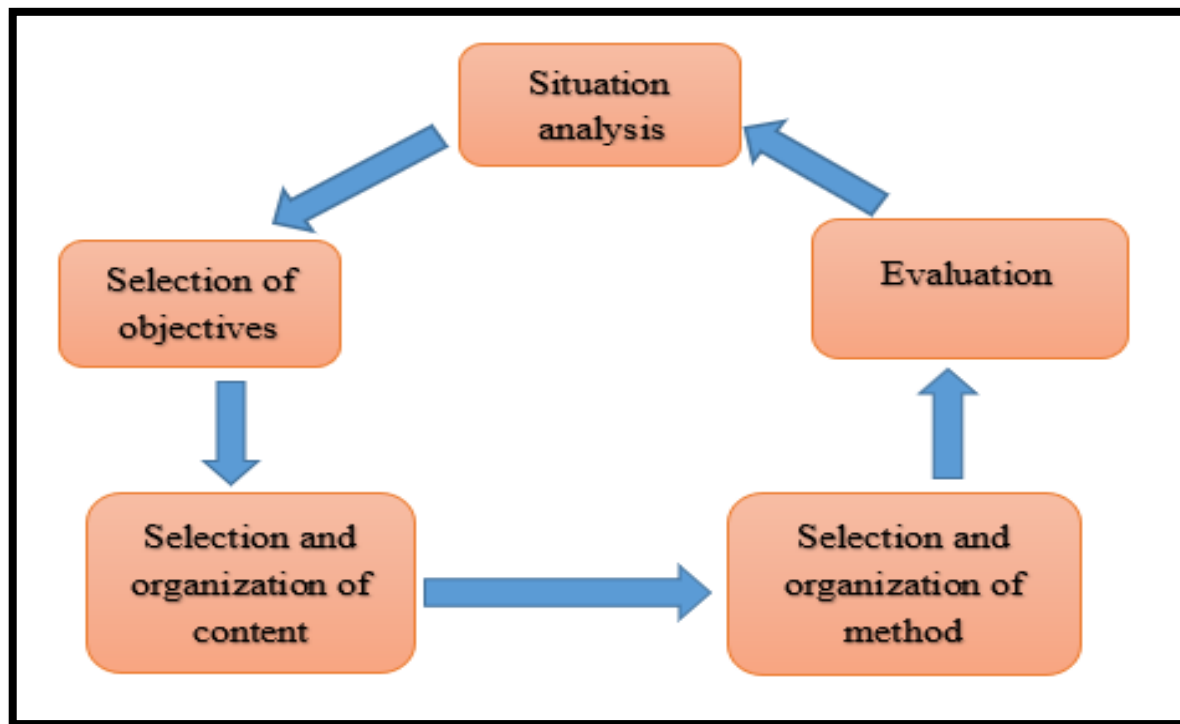 Situation
analysis
Selection of
objectives
Evaluation
Selection and
organization of
content
Selection and
organization of
method